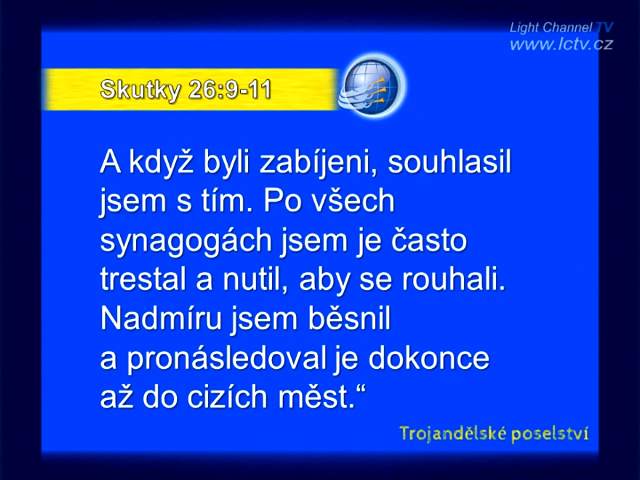 Light Channel TV
www.lctv.cz
Skutky 26:9-11
A když byli zabíjeni, souhlasil
jsem s tím. Po všech
synagogách jsem je často
trestal a nutil, aby se rouhali.
Nadmíru jsem běsnil
a pronásledoval je dokonce
až do cizích měst.“
Trojandělské poselství